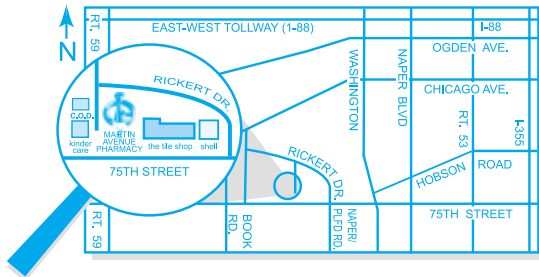 RT. 59
EAST-WEST TOLLWAY (1-88)
I-88
N
OGDEN AVE.
WASHINGTON
NAPER BLVD
CHICAGO AVE.
RT. 53
I-355
RICKERT DR.
C.O.D.
kinder
care
MARTIN
AVENUE
PHARMACY
the tile shop
shell
75TH STREET
RICKERT DR.
HOBSON ROAD
75TH STREET
RT. 59
BOOK
RD.
NAPER/
PLFD RD.